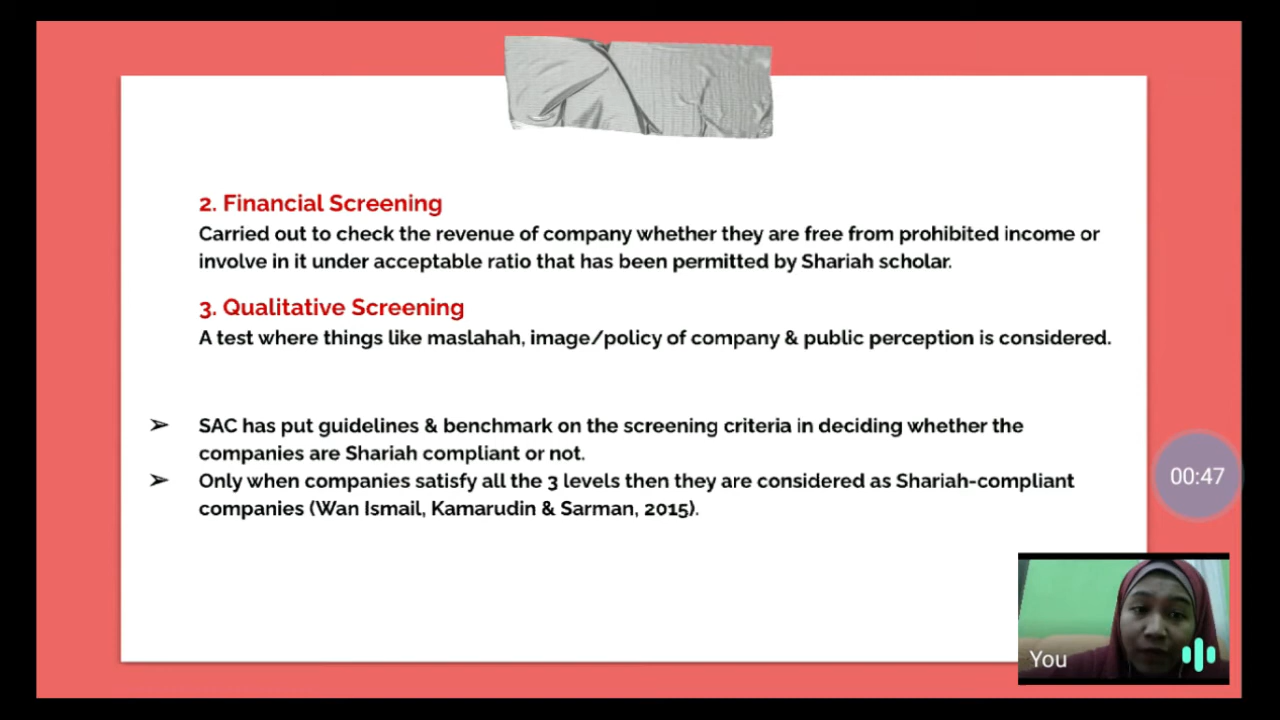 2. Financial Screening
Carried out to check the revenue of company whether they are free from prohibited income or
involve in it under acceptable ratio that has been permitted by Shariah scholar.
3. Qualitative Screening
A test where things like maslahah, image/policy of company & public perception is considered.
➢ SAC has put guidelines & benchmark on the screening criteria in deciding whether the
companies are Shariah compliant or not.
➢ Only when companies satisfy all the 3 levels then they are considered as Shariah-compliant
companies (Wan Ismail, Kamarudin & Sarman, 2015).
00:47
You